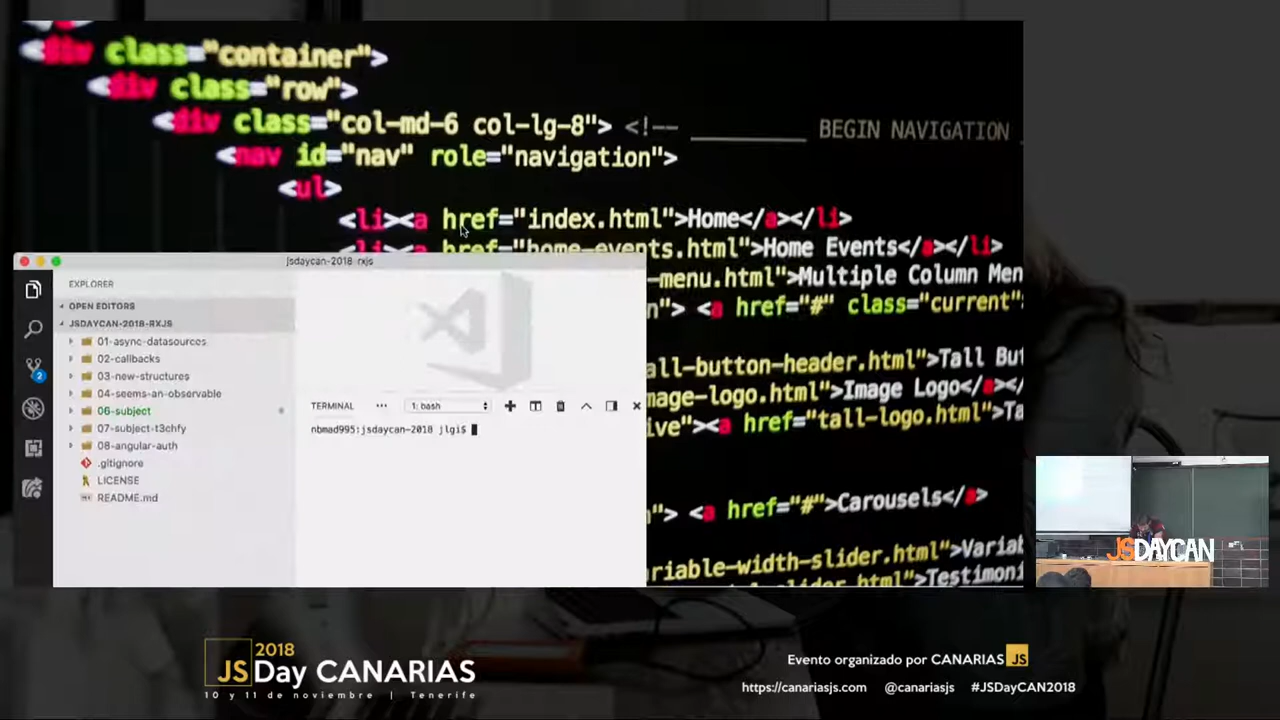 <div class="container">
<div class="row">
<div class="col-md-6 col-lg-8"> <!-- BEGIN NAVIGATION
<nav id="nav" role="navigation">
<ul>
<li><a href="index.html">Home</a></li>
<li><a href="home-events.html">Home Events</a></li>
-menu.html">Multiple Column Men
"> <a href="#" class="current"
all-button-header.html">Tall But
mage-logo.html">Image Logo</a></
ive"><a href="tall-logo.html">Ta
"> <a href="#">Carousels</a>
riable-width-slider.html">Variab
slider.html">Testimoni
jsdaycan-2018-rxjs
EXPLORER
OPEN EDITORS
JSDAYCAN-2018-RXJS
01-async-datasources
02-callbacks
03-new-structures
04-seems-an-observable
06-subject
07-subject-t3chfy
08-angular-auth
.gitignore
LICENSE
README.md
2
TERMINAL ··· 1: bash
nbmad995:jsdaycan-2018 jlgi$
JSDAYCAN
2018
JSDay CANARIAS
10 y 11 de noviembre | Tenerife
Evento organizado por CANARIAS JS
https://canariasjs.com @canariasjs #JSDayCAN2018